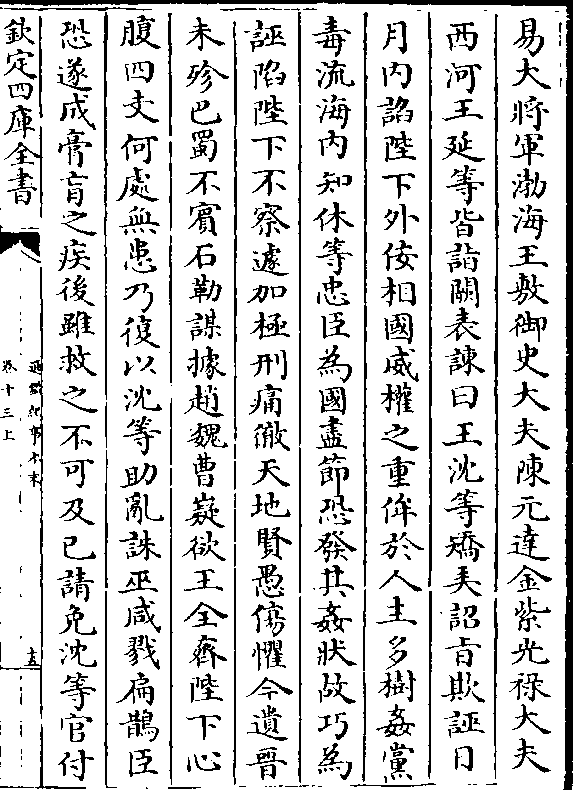 易大將軍渤海王敷御史大夫陳元達金紫光祿大夫
西河王延等皆詣闕表諫曰王沈等矯弄詔旨欺誣日
月内諂陛下外佞相國威權之重侔於人主多樹姦黨
毒流海内知休等忠臣為國盡節恐發其姦狀故巧為
誣陷陛下不察遽加極刑痛徹天地賢愚傷懼今遺晉
未殄巴蜀不賓石勒謀據趙魏曹嶷欲王全齊陛下心
腹四支何處無患乃復以沈等助亂誅巫咸戮扁鵲臣
恐遂成膏肓之疾後雖救之不可及已請免沈等官付
欽定四庫全書
通鑑紀事本末
卷十三上
十五